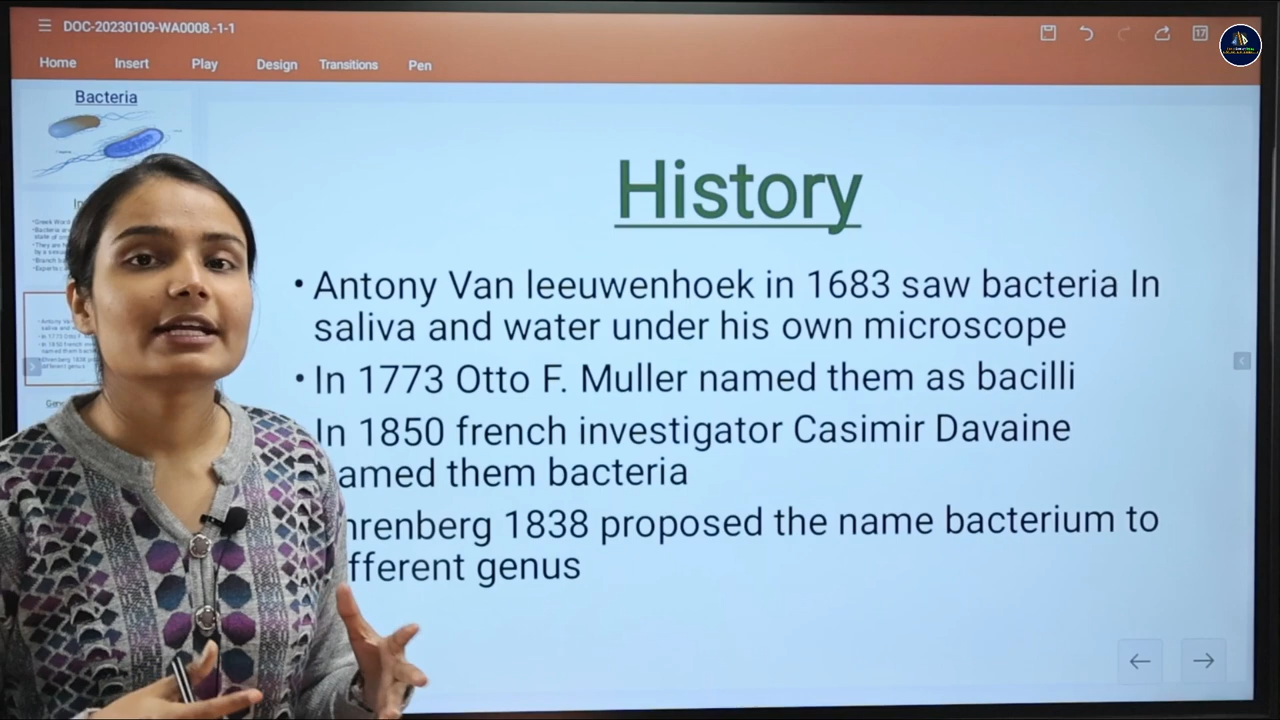 DOC-20230109-WA0008.-1-1
17
Home Insert Play Design Transitions Pen
Bacteria
History
• Antony Van leeuwenhoek in 1683 saw bacteria In
saliva and water under his own microscope
• In 1773 Otto F. Muller named them as bacilli
In 1850 french investigator Casimir Davaine
amed them bacteria
hrenberg 1838 proposed the name bacterium to
fferent genus